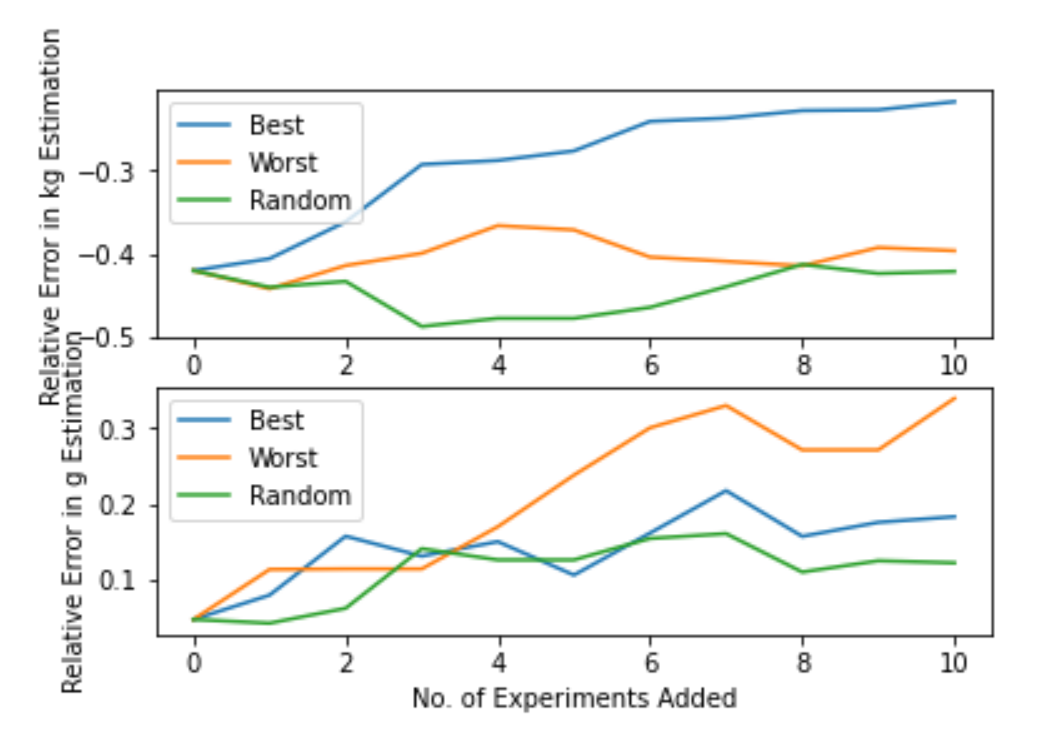 Relative Error in kg Estimation
Best
Worst
Random
−0.3
−0.4
−0.5
0 2 4 6 8 10
Relative Error in g Estimation
Best
Worst
Random
0.3
0.2
0.1
0 2 4 6 8 10
No. of Experiments Added